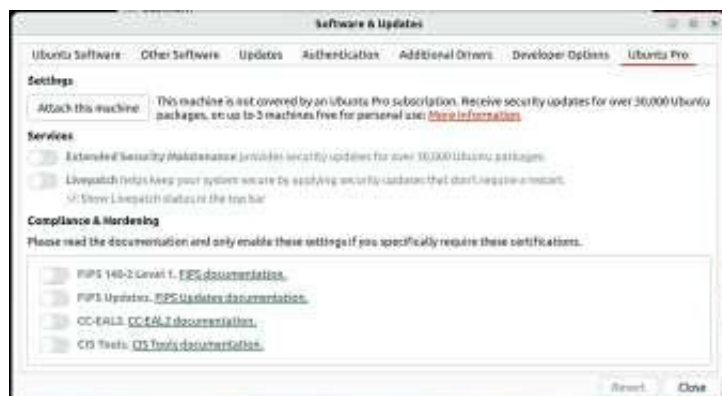 Software & Updates
Ubuntu Software Other Software Updates Authentication Additional Drivers Developer Options Ubuntu Pro
Settings
Attach this machine
This machine is not covered by an Ubuntu Pro subscription. Receive security updates for over 30,000 Ubuntu
packages, on up to 5 machines free for personal use: More Information.
Services
Extended Security Maintenance provides security updates for over 30,000 Ubuntu packages.
Livepatch helps keep your system secure by applying security updates that don't require a restart.
Show Livepatch status in the top bar
Compliance & Hardening
Please read the documentation and only enable these settings if you specifically require these certifications.
FIPS 140-2 Level 1. FIPS documentation.
FIPS Updates. FIPS Updates documentation.
CC-EAL2. CC-EAL2 documentation.
CIS Tools. CIS Tools documentation.
Revert Close